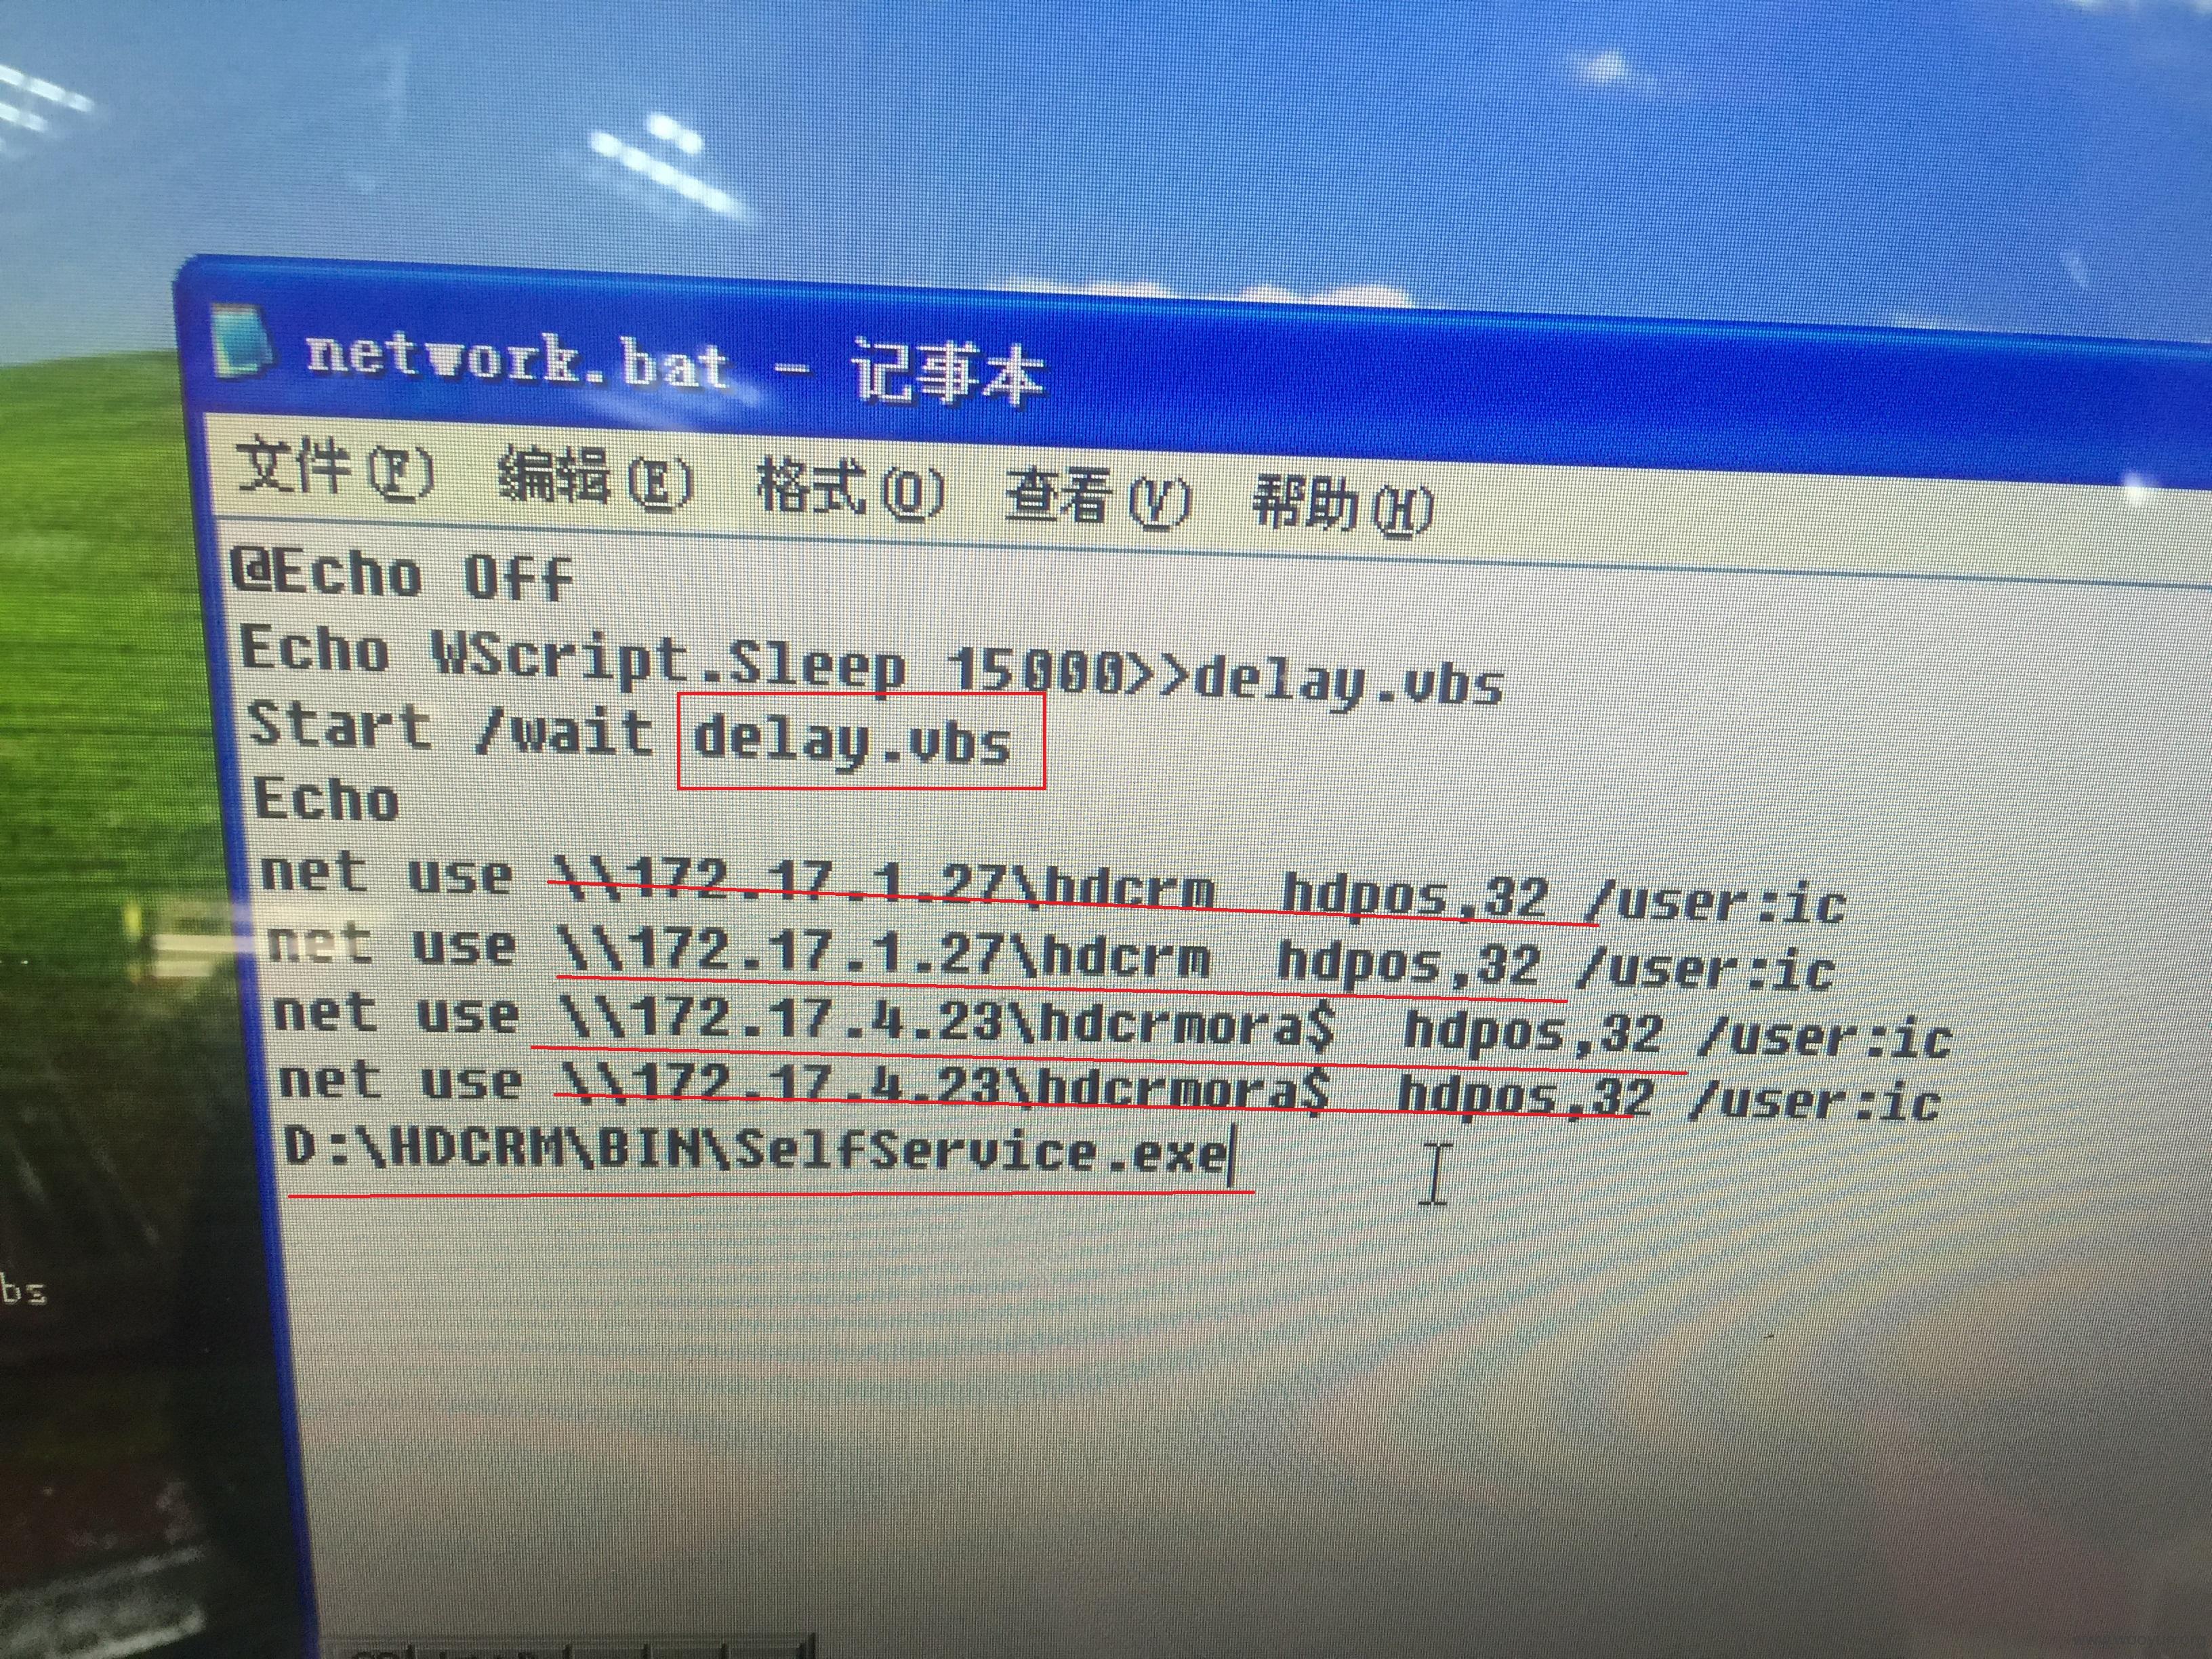 network.bat - 记事本
文件(F) 编辑(E) 格式(O) 查看(V) 帮助(H)
@Echo Off
Echo WScript.Sleep 15000>>delay.vbs
Start /wait delay.vbs
Echo
net use \\172.17.1.27\hdcrm  hdpos,32 /user:ic
net use \\172.17.1.27\hdcrm  hdpos,32 /user:ic
net use \\172.17.4.23\hdcrmora$  hdpos,32 /user:ic
net use \\172.17.4.23\hdcrmora$  hdpos,32 /user:ic
D:\HDCRM\BIN\SelfService.exe
bs
www.wooyun.org